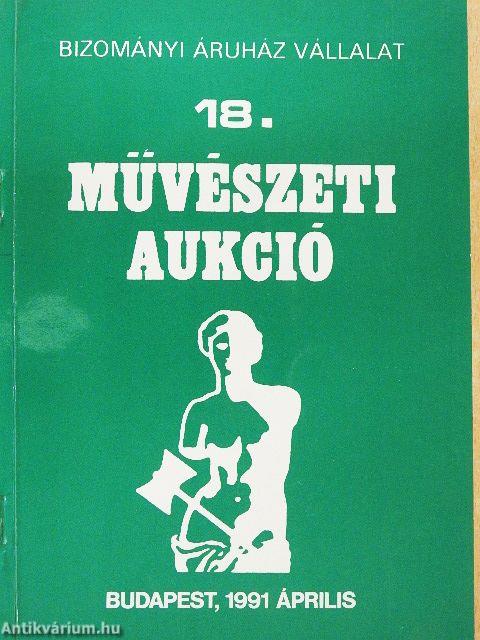 BIZOMÁNYI ÁRUHÁZ VÁLLALAT
18.
MŰVÉSZETI
AUKCIÓ
BUDAPEST, 1991 ÁPRILIS
Antikvárium.hu